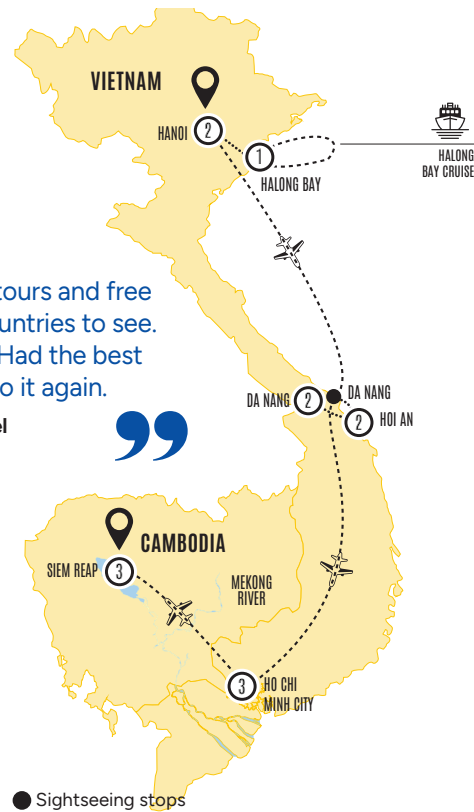 VIETNAM
HANOI
2
1
HALONG BAY
HALONG
BAY CRUISE
tours and free
untries to see.
Had the best
o it again.
el
”
DA NANG
2
DA NANG
2
HOI AN
CAMBODIA
SIEM REAP
3
MEKONG
RIVER
3
HO CHI
MINH CITY
Sightseeing stops